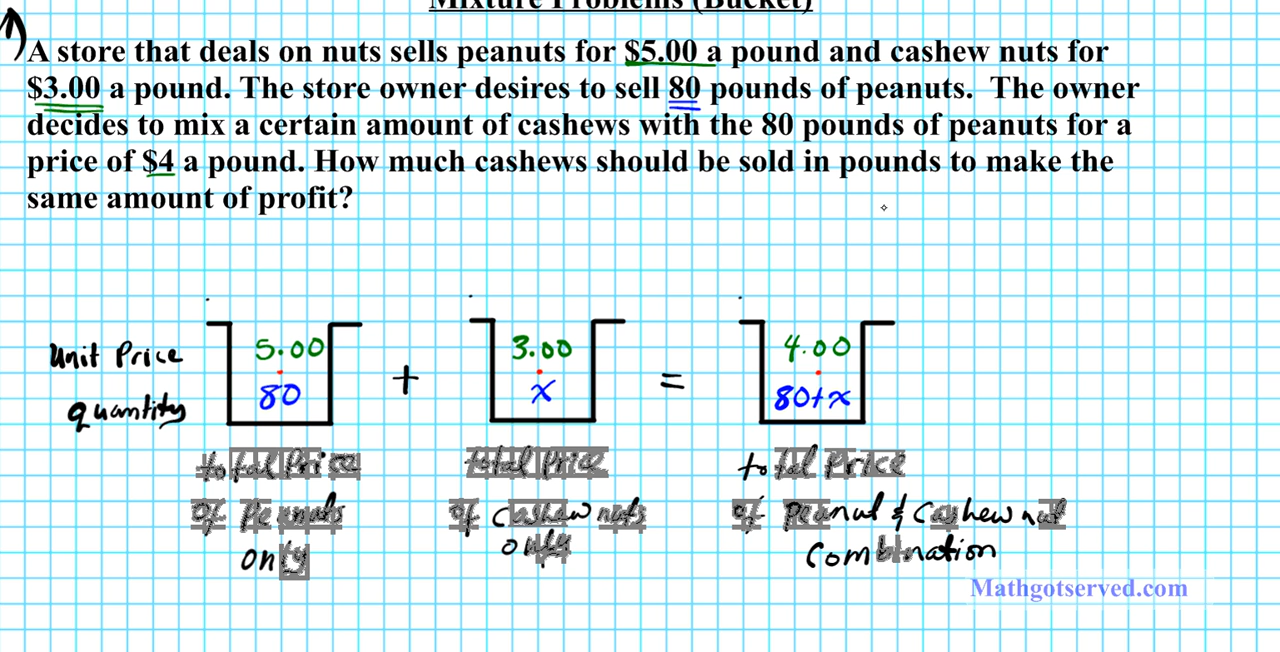 Mixture Problems (Bucket)
1)
A store that deals on nuts sells peanuts for $5.00 a pound and cashew nuts for
$3.00 a pound. The store owner desires to sell 80 pounds of peanuts. The owner
decides to mix a certain amount of cashews with the 80 pounds of peanuts for a
price of $4 a pound. How much cashews should be sold in pounds to make the
same amount of profit?
Unit Price 5.00 3.00 4.00
quantity 80 + x = 80+x
total Price total Price total Price
of Peanuts of cashew nuts of peanut & cashew nut
only only combination
Mathgotserved.com